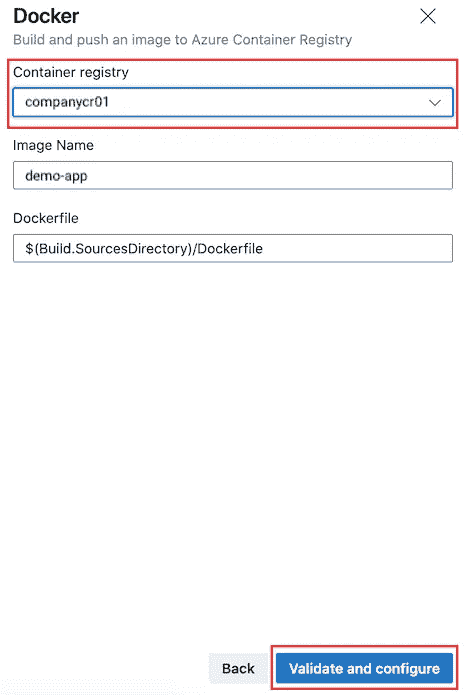 Docker
Build and push an image to Azure Container Registry
Container registry
companycr01
Image Name
demo-app
Dockerfile
$(Build.SourcesDirectory)/Dockerfile
Back
Validate and configure